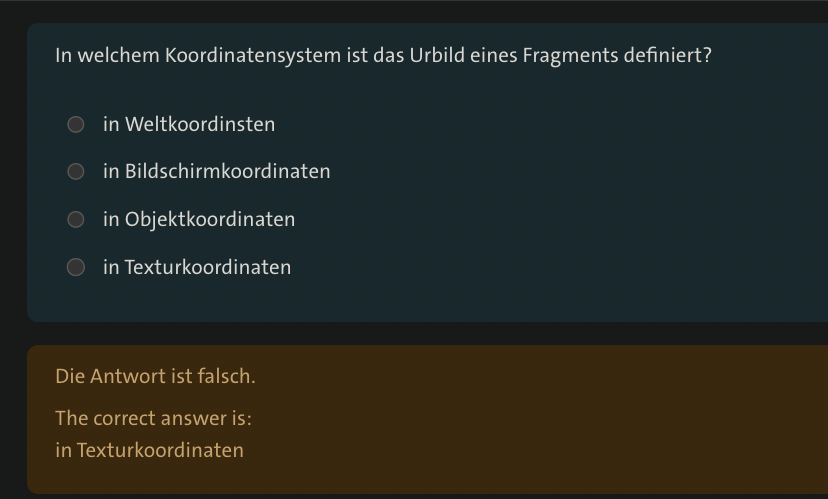 In welchem Koordinatensystem ist das Urbild eines Fragments definiert?
in Weltkoordinsten
in Bildschirmkoordinaten
in Objektkoordinaten
in Texturkoordinaten
Die Antwort ist falsch.
The correct answer is:
in Texturkoordinaten